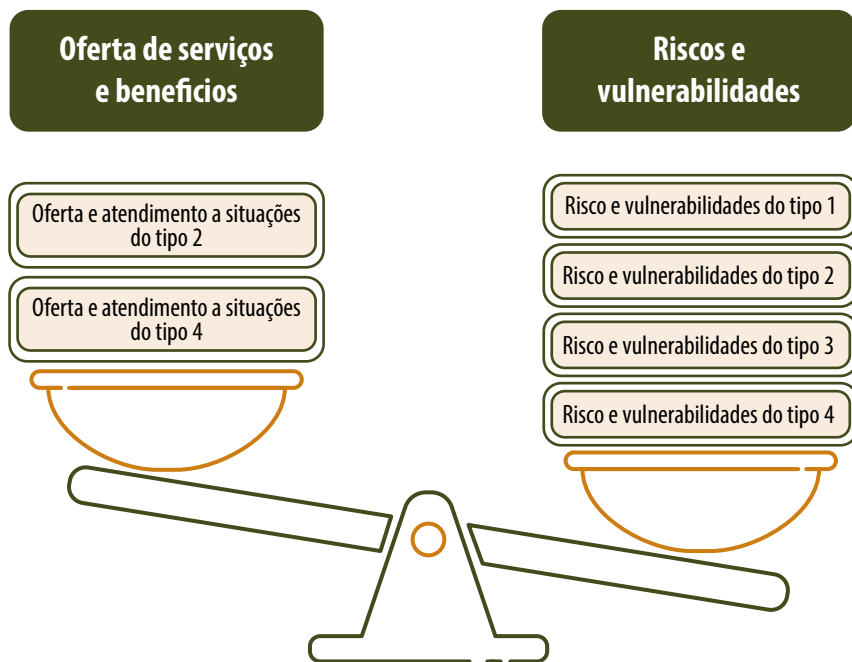 Oferta de serviços
e beneficios
Riscos e
vulnerabilidades
Oferta e atendimento a situações
do tipo 2
Oferta e atendimento a situações
do tipo 4
Risco e vulnerabilidades do tipo 1
Risco e vulnerabilidades do tipo 2
Risco e vulnerabilidades do tipo 3
Risco e vulnerabilidades do tipo 4